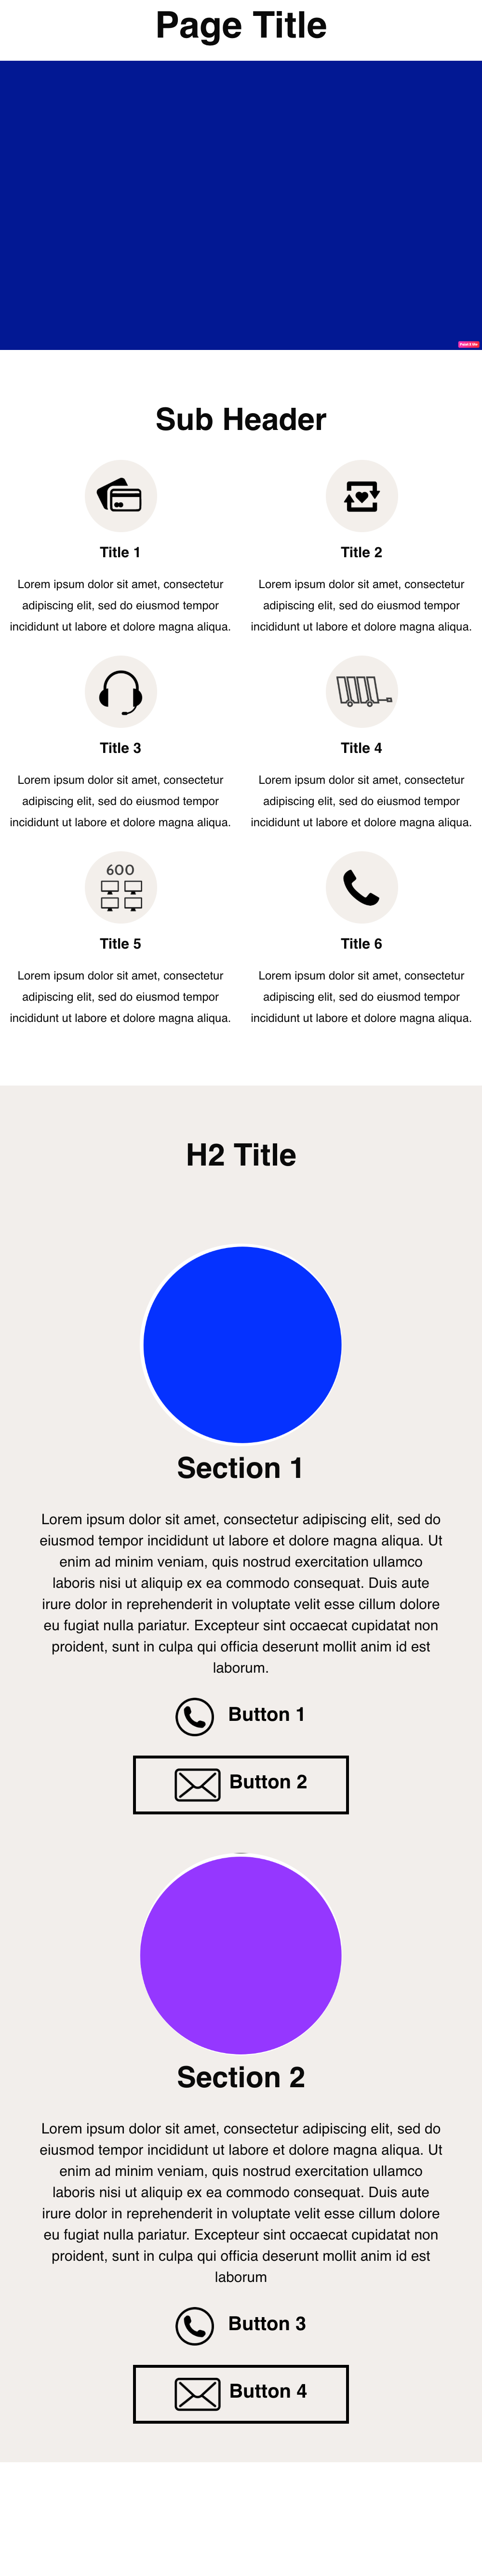 Page Title
Sub Header
Title 1
Lorem ipsum dolor sit amet, consectetur
adipiscing elit, sed do eiusmod tempor
incididunt ut labore et dolore magna aliqua.
Title 2
Lorem ipsum dolor sit amet, consectetur
adipiscing elit, sed do eiusmod tempor
incididunt ut labore et dolore magna aliqua.
Title 3
Lorem ipsum dolor sit amet, consectetur
adipiscing elit, sed do eiusmod tempor
incididunt ut labore et dolore magna aliqua.
Title 4
Lorem ipsum dolor sit amet, consectetur
adipiscing elit, sed do eiusmod tempor
incididunt ut labore et dolore magna aliqua.
600
Title 5
Lorem ipsum dolor sit amet, consectetur
adipiscing elit, sed do eiusmod tempor
incididunt ut labore et dolore magna aliqua.
Title 6
Lorem ipsum dolor sit amet, consectetur
adipiscing elit, sed do eiusmod tempor
incididunt ut labore et dolore magna aliqua.
H2 Title
Section 1
Lorem ipsum dolor sit amet, consectetur adipiscing elit, sed do
eiusmod tempor incididunt ut labore et dolore magna aliqua. Ut
enim ad minim veniam, quis nostrud exercitation ullamco
laboris nisi ut aliquip ex ea commodo consequat. Duis aute
irure dolor in reprehenderit in voluptate velit esse cillum dolore
eu fugiat nulla pariatur. Excepteur sint occaecat cupidatat non
proident, sunt in culpa qui officia deserunt mollit anim id est
laborum.
Button 1
Button 2
Section 2
Lorem ipsum dolor sit amet, consectetur adipiscing elit, sed do
eiusmod tempor incididunt ut labore et dolore magna aliqua. Ut
enim ad minim veniam, quis nostrud exercitation ullamco
laboris nisi ut aliquip ex ea commodo consequat. Duis aute
irure dolor in reprehenderit in voluptate velit esse cillum dolore
eu fugiat nulla pariatur. Excepteur sint occaecat cupidatat non
proident, sunt in culpa qui officia deserunt mollit anim id est
laborum
Button 3
Button 4